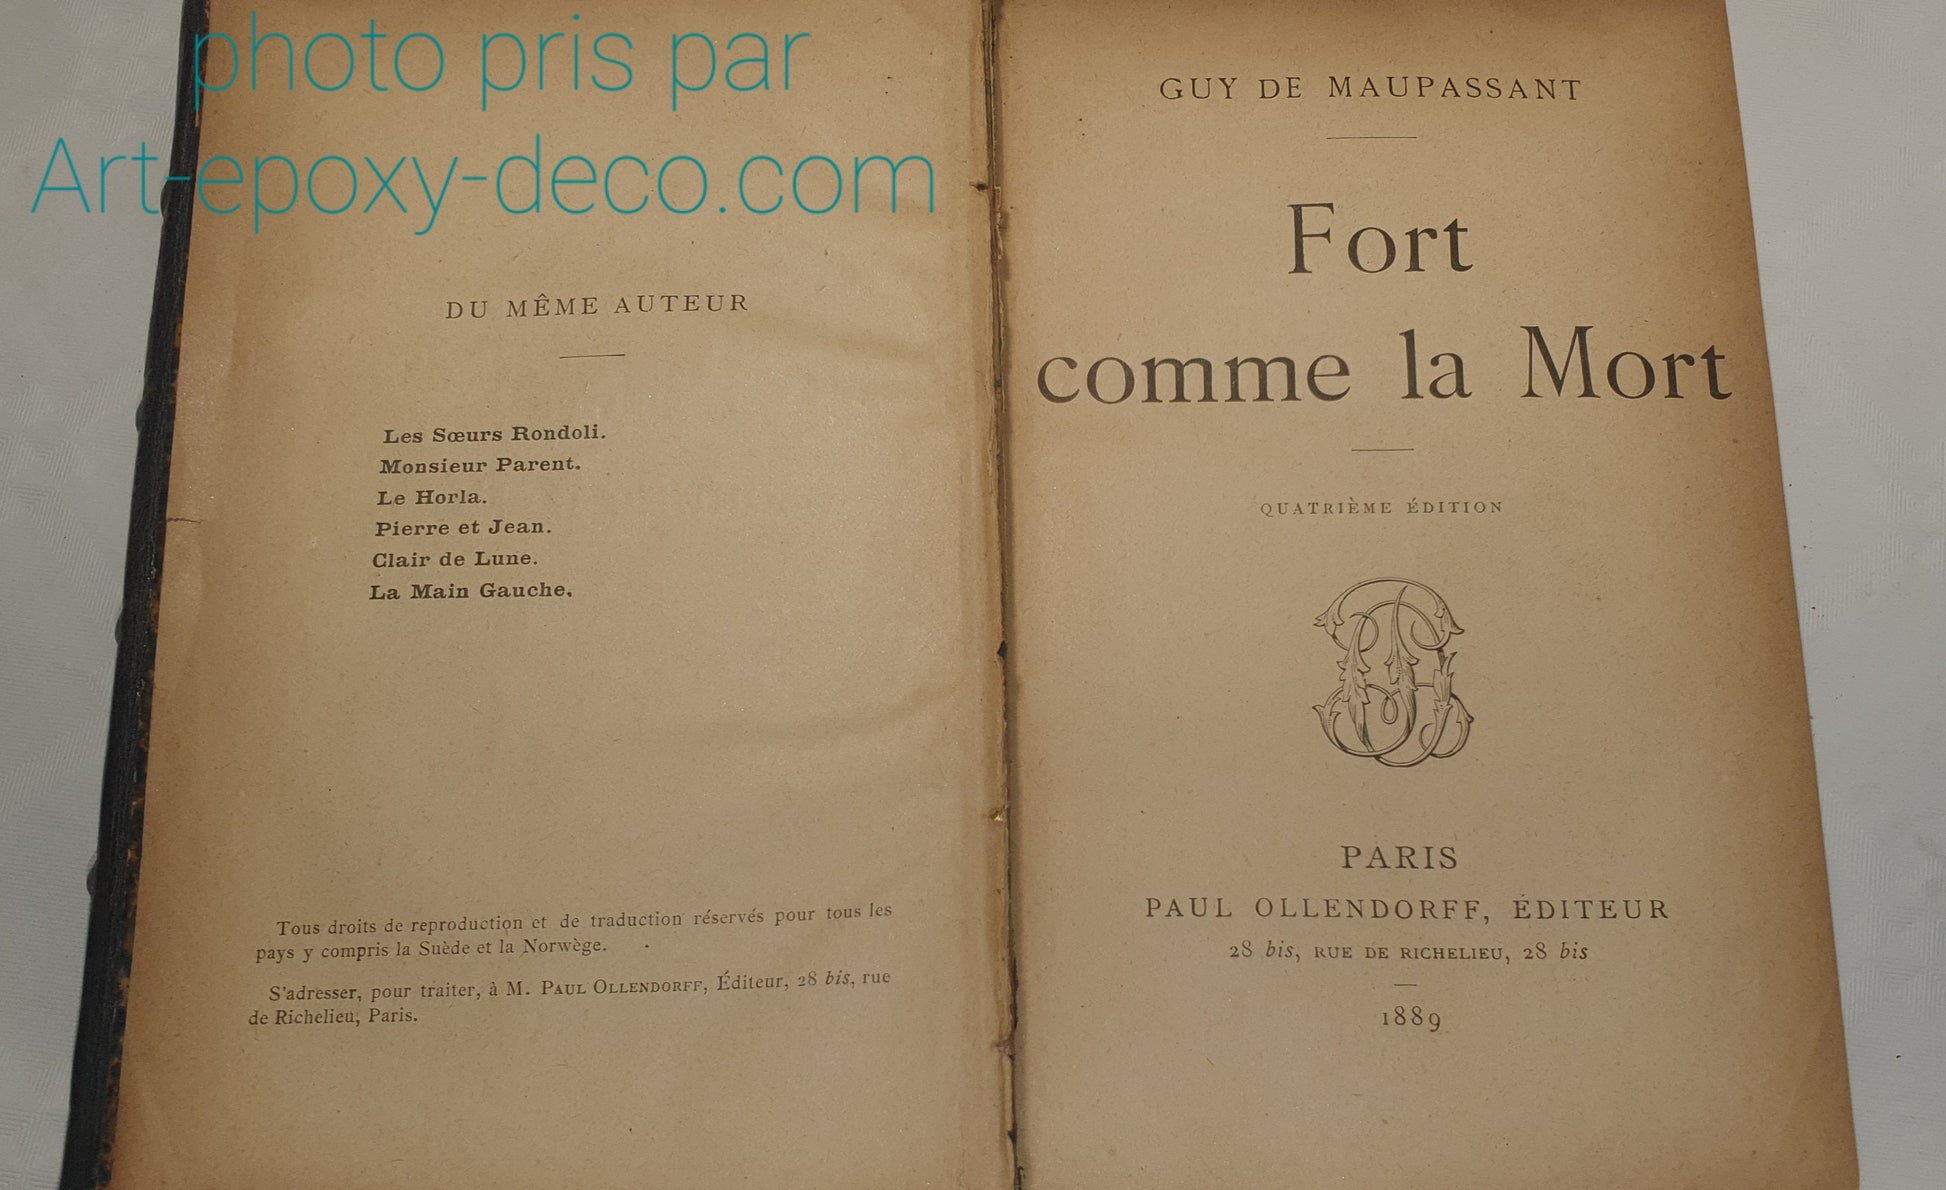 photo pris par
Art-epoxy-deco.com
DU MÊME AUTEUR
Les Sœurs Rondoli.
Monsieur Parent.
Le Horla.
Pierre et Jean.
Clair de Lune.
La Main Gauche.
Tous droits de reproduction et de traduction réservés pour tous les
pays y compris la Suède et la Norwège.
S'adresser, pour traiter, à M. PAUL OLLENDORFF, Éditeur, 28 bis, rue
de Richelieu, Paris.
GUY DE MAUPASSANT
Fort
comme la Mort
QUATRIÈME ÉDITION
PARIS
PAUL OLLENDORFF, ÉDITEUR
28 bis, RUE DE RICHELIEU, 28 bis
1889